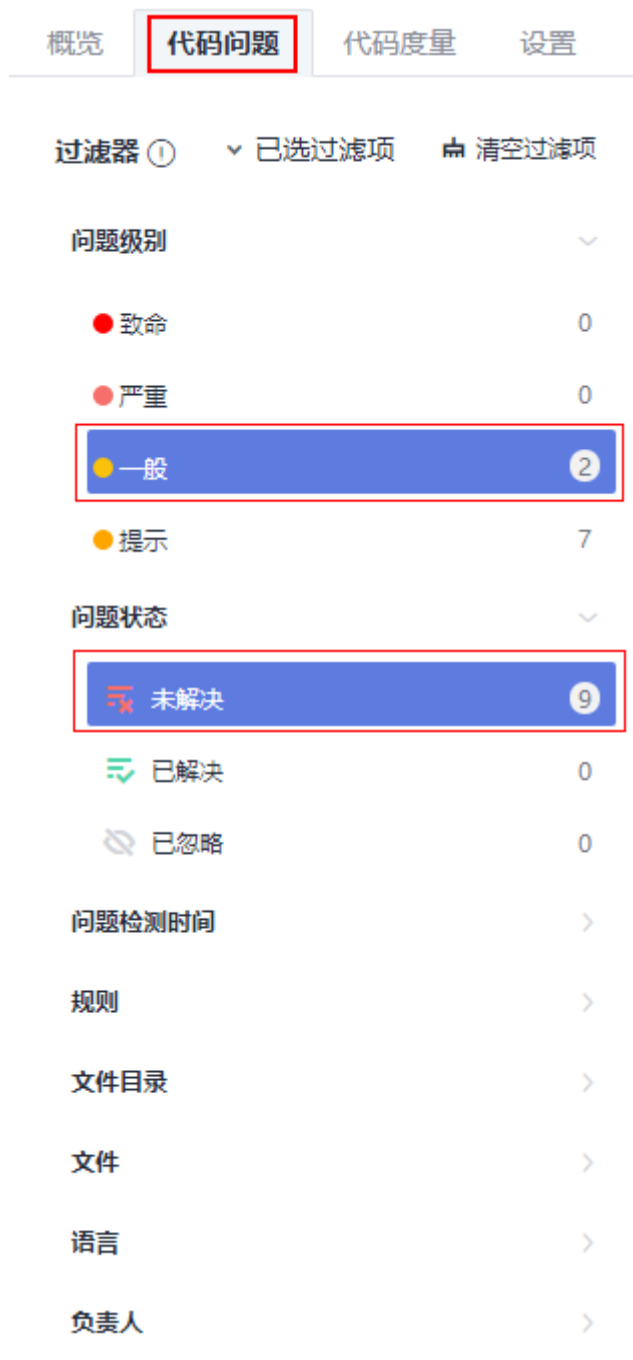 概览 代码问题 代码度量 设置
过滤器 已选过滤项 清空过滤项
问题级别
致命 0
严重 0
一般 2
提示 7
问题状态
未解决 9
已解决 0
已忽略 0
问题检测时间
规则
文件目录
文件
语言
负责人